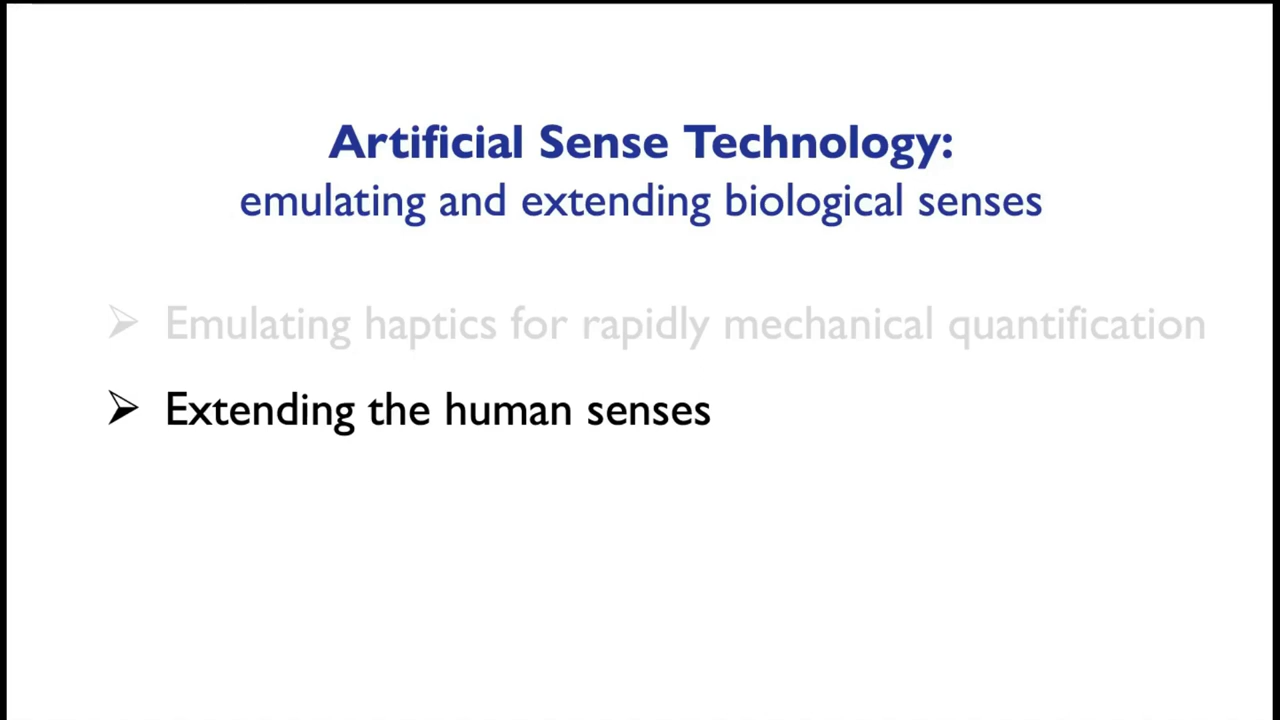 Artificial Sense Technology:
emulating and extending biological senses
➢ Emulating haptics for rapidly mechanical quantification
➢ Extending the human senses